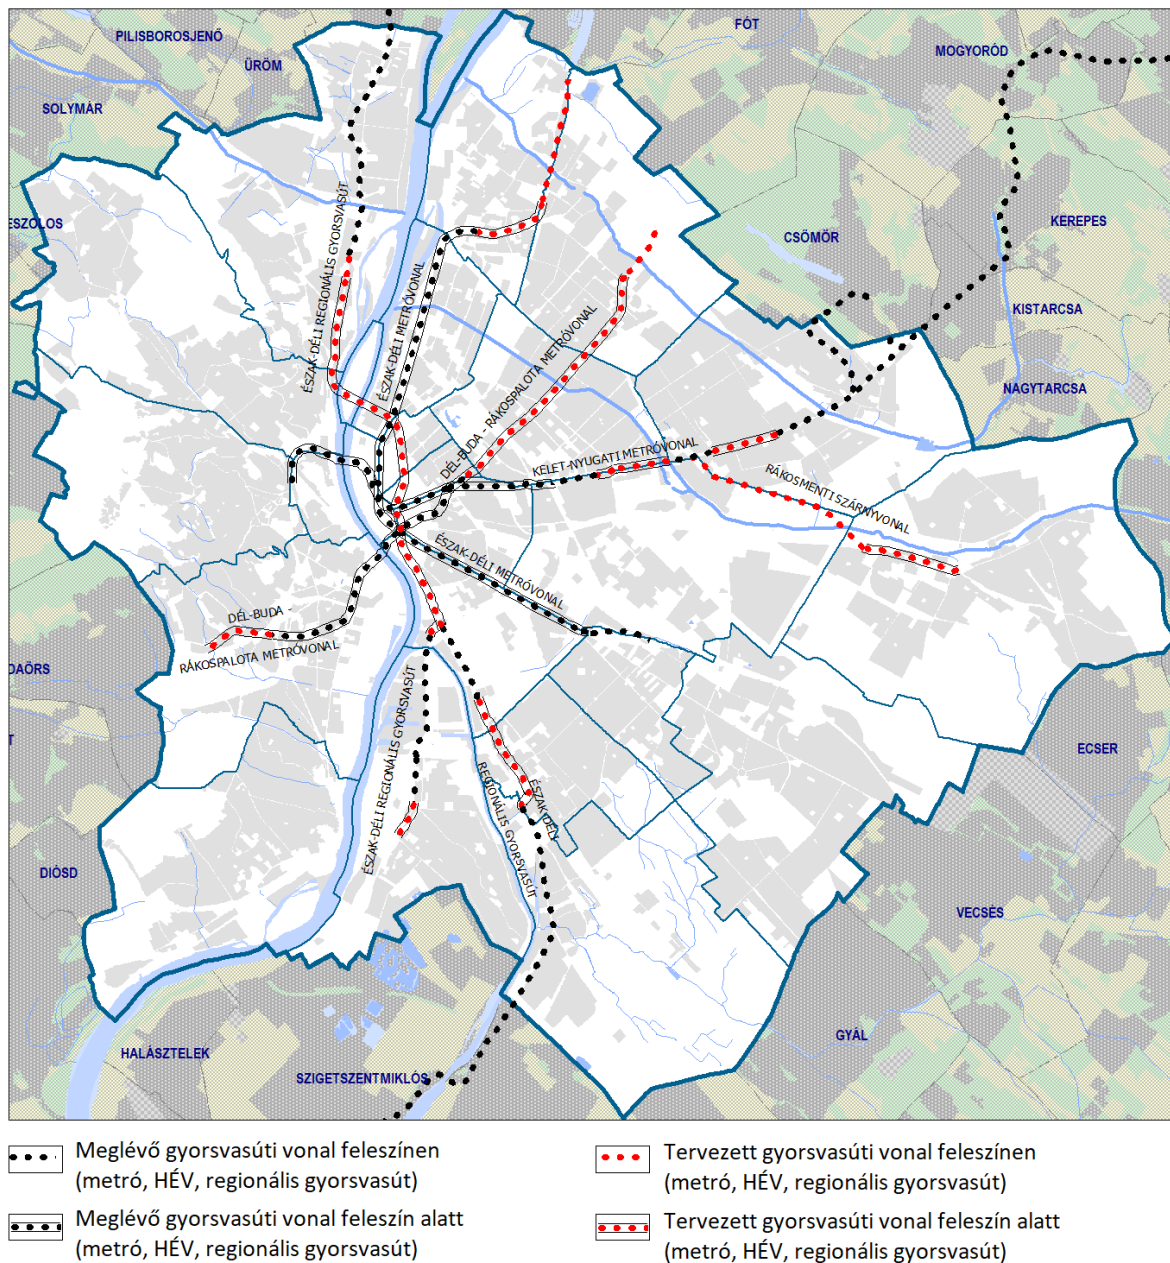 PILISBOROSJENŐ
FÓT
MOGYORÓD
ÜRÖM
SOLYMÁR
KEREPES
CSÖMÖR
KISTARCSA
NAGYTARCSA
ÉSZAK-DÉLI REGIONÁLIS GYORSVASÚT
ÉSZAK-DÉLI METRÓVONAL
DÉL-BUDA - RÁKOSPALOTA METRÓVONAL
KELET-NYUGATI METRÓVONAL
RÁKOSMENTI SZÁRNYVONAL
ÉSZAK-DÉLI METRÓVONAL
DÉL-BUDA -
RÁKOSPALOTA METRÓVONAL
DAÖRS
T
ÉSZAK-DÉLI REGIONÁLIS GYORSVASÚT
ÉSZAK-DÉLI
REGIONÁLIS GYORSVASÚT
ECSER
DIÓSD
VECSÉS
GYÁL
HALÁSZTELEK
SZIGETSZENTMIKLÓS
Meglévő gyorsvasúti vonal feleszínen
(metró, HÉV, regionális gyorsvasút)
Tervezett gyorsvasúti vonal feleszínen
(metró, HÉV, regionális gyorsvasút)
Meglévő gyorsvasúti vonal feleszín alatt
(metró, HÉV, regionális gyorsvasút)
Tervezett gyorsvasúti vonal feleszín alatt
(metró, HÉV, regionális gyorsvasút)